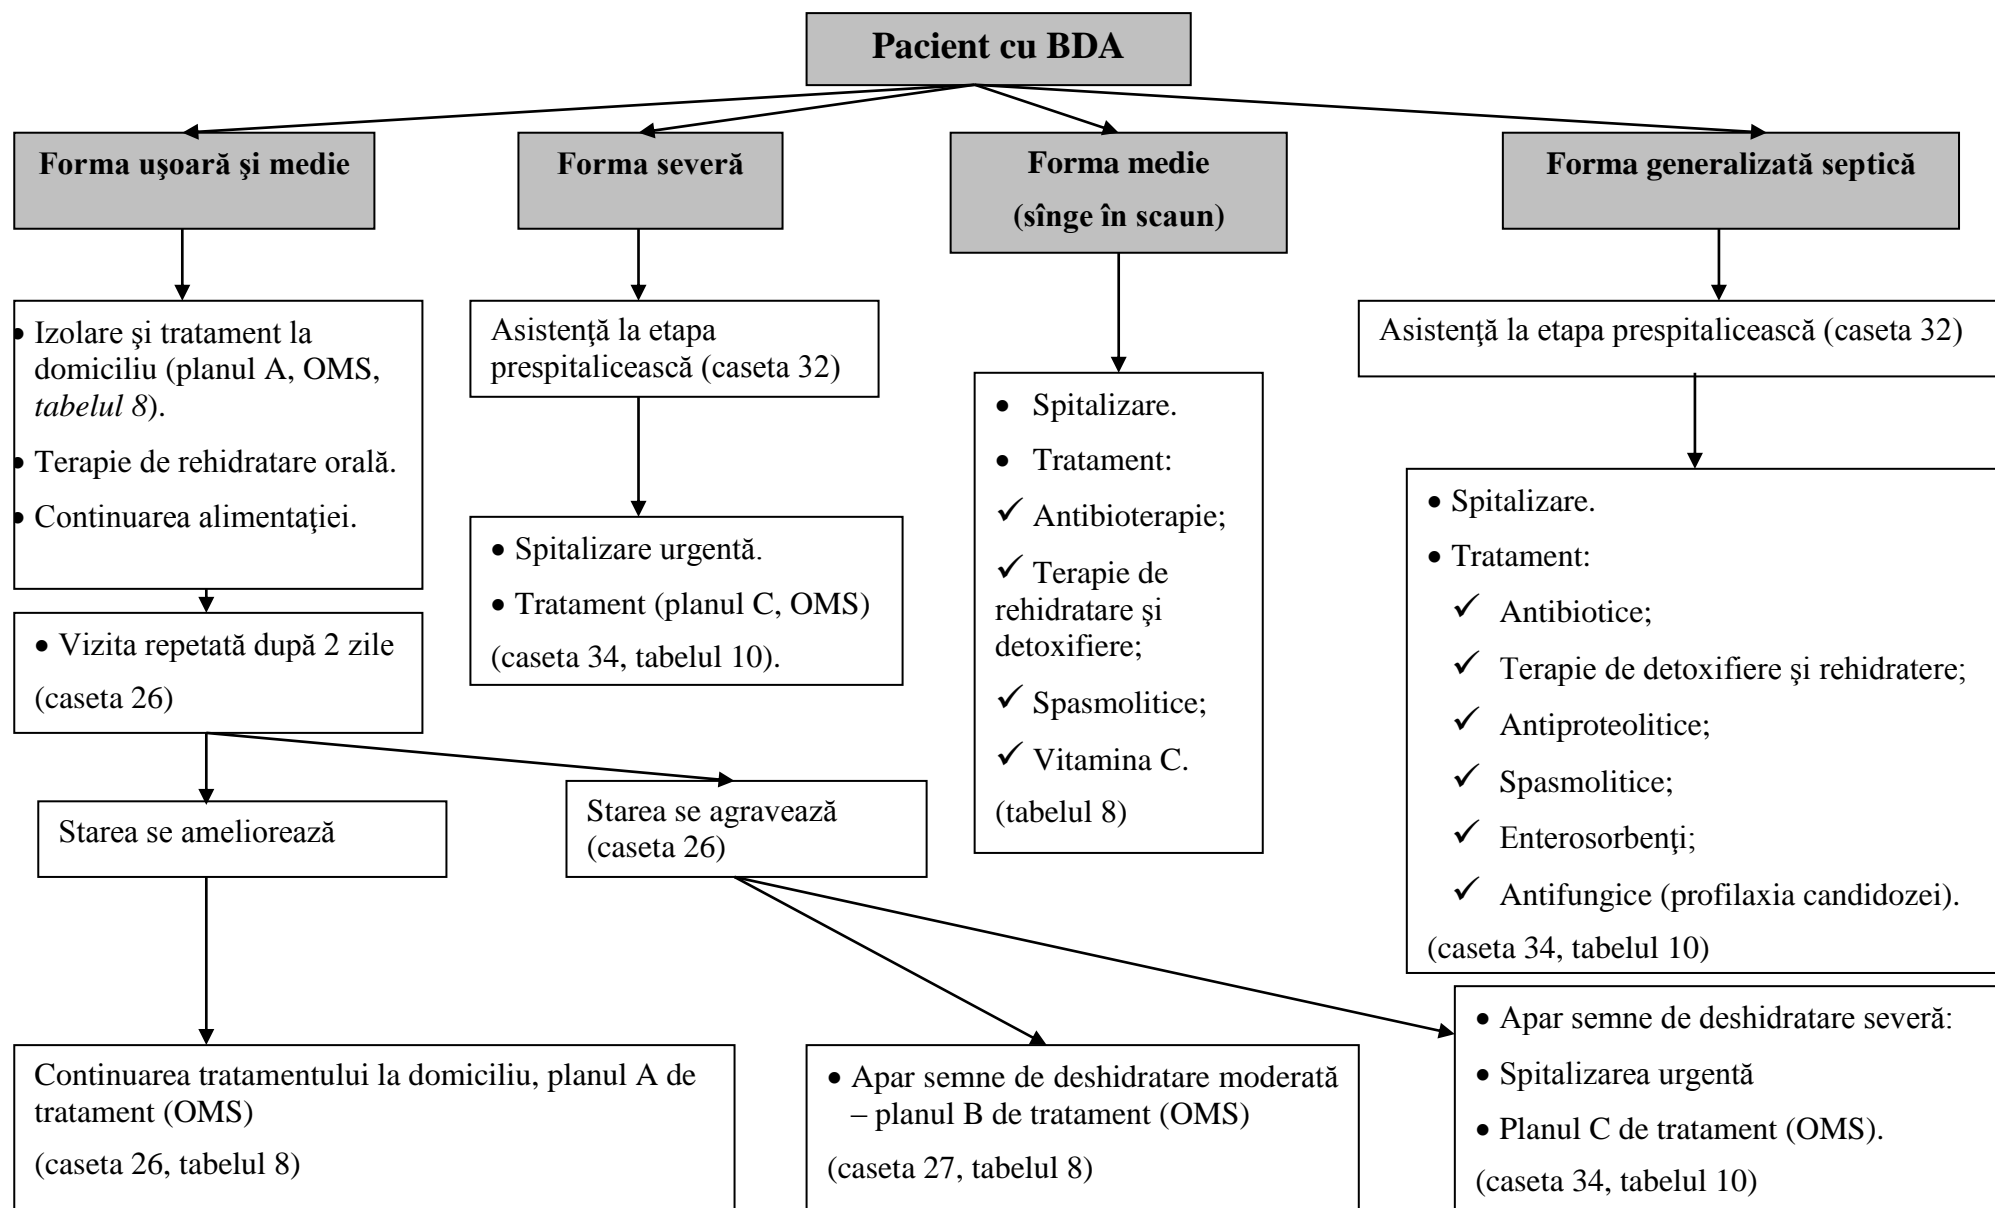 Pacient cu BDA
Forma uşoară şi medie
Forma severă
Forma medie
(sînge în scaun)
Forma generalizată septică
• Izolare şi tratament la
domiciliu (planul A, OMS,
tabelul 8).
• Terapie de rehidratare orală.
• Continuarea alimentaţiei.
Asistenţă la etapa
prespitalicească (caseta 32)
• Spitalizare.
• Tratament:
✓ Antibioterapie;
✓ Terapie de
rehidratare şi
detoxifiere;
✓ Spasmolitice;
✓ Vitamina C.
(tabelul 8)
Asistenţă la etapa prespitalicească (caseta 32)
• Spitalizare urgentă.
• Tratament (planul C, OMS)
(caseta 34, tabelul 10).
• Spitalizare.
• Tratament:
✓ Antibiotice;
✓ Terapie de detoxifiere şi rehidratere;
✓ Antiproteolitice;
✓ Spasmolitice;
✓ Enterosorbenţi;
✓ Antifungice (profilaxia candidozei).
(caseta 34, tabelul 10)
• Vizita repetată după 2 zile
(caseta 26)
Starea se ameliorează
Starea se agravează
(caseta 26)
Continuarea tratamentului la domiciliu, planul A de
tratament (OMS)
(caseta 26, tabelul 8)
• Apar semne de deshidratare moderată
– planul B de tratament (OMS)
(caseta 27, tabelul 8)
• Apar semne de deshidratare severă:
• Spitalizarea urgentă
• Planul C de tratament (OMS).
(caseta 34, tabelul 10)